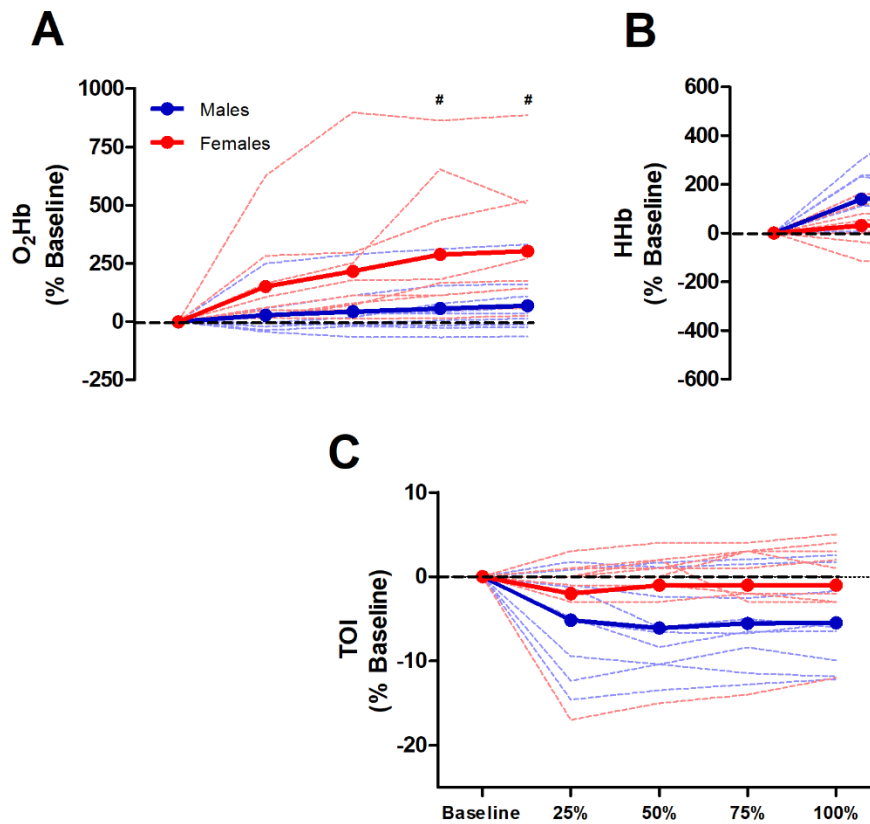 A
O2Hb
(% Baseline)
1000
750
500
250
0
-250
Males
Females
#
#
B
HHb
(% Baseline)
600
400
200
0
-200
-400
-600
C
TOI
(% Baseline)
10
0
-10
-20
Baseline 25% 50% 75% 100%